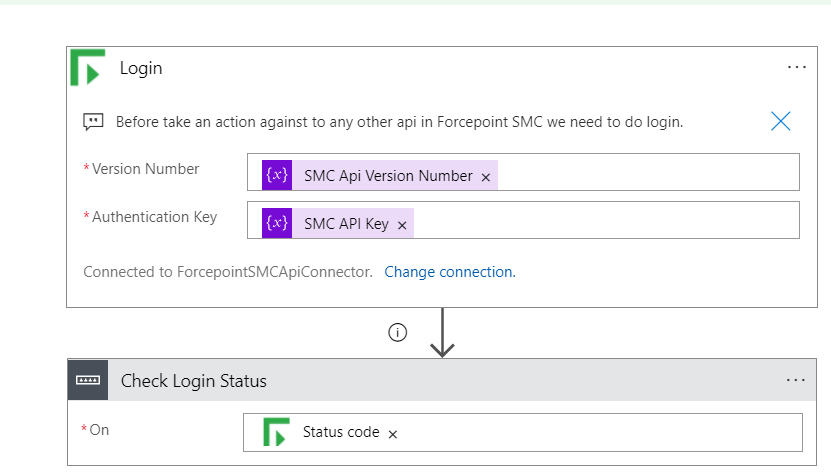 Login
...
Before take an action against to any other api in Forcepoint SMC we need to do login.
*Version Number
{x} SMC Api Version Number ×
*Authentication Key
{x} SMC API Key ×
Connected to ForcepointSMCApiConnector. Change connection.
Check Login Status
...
*On
Status code ×